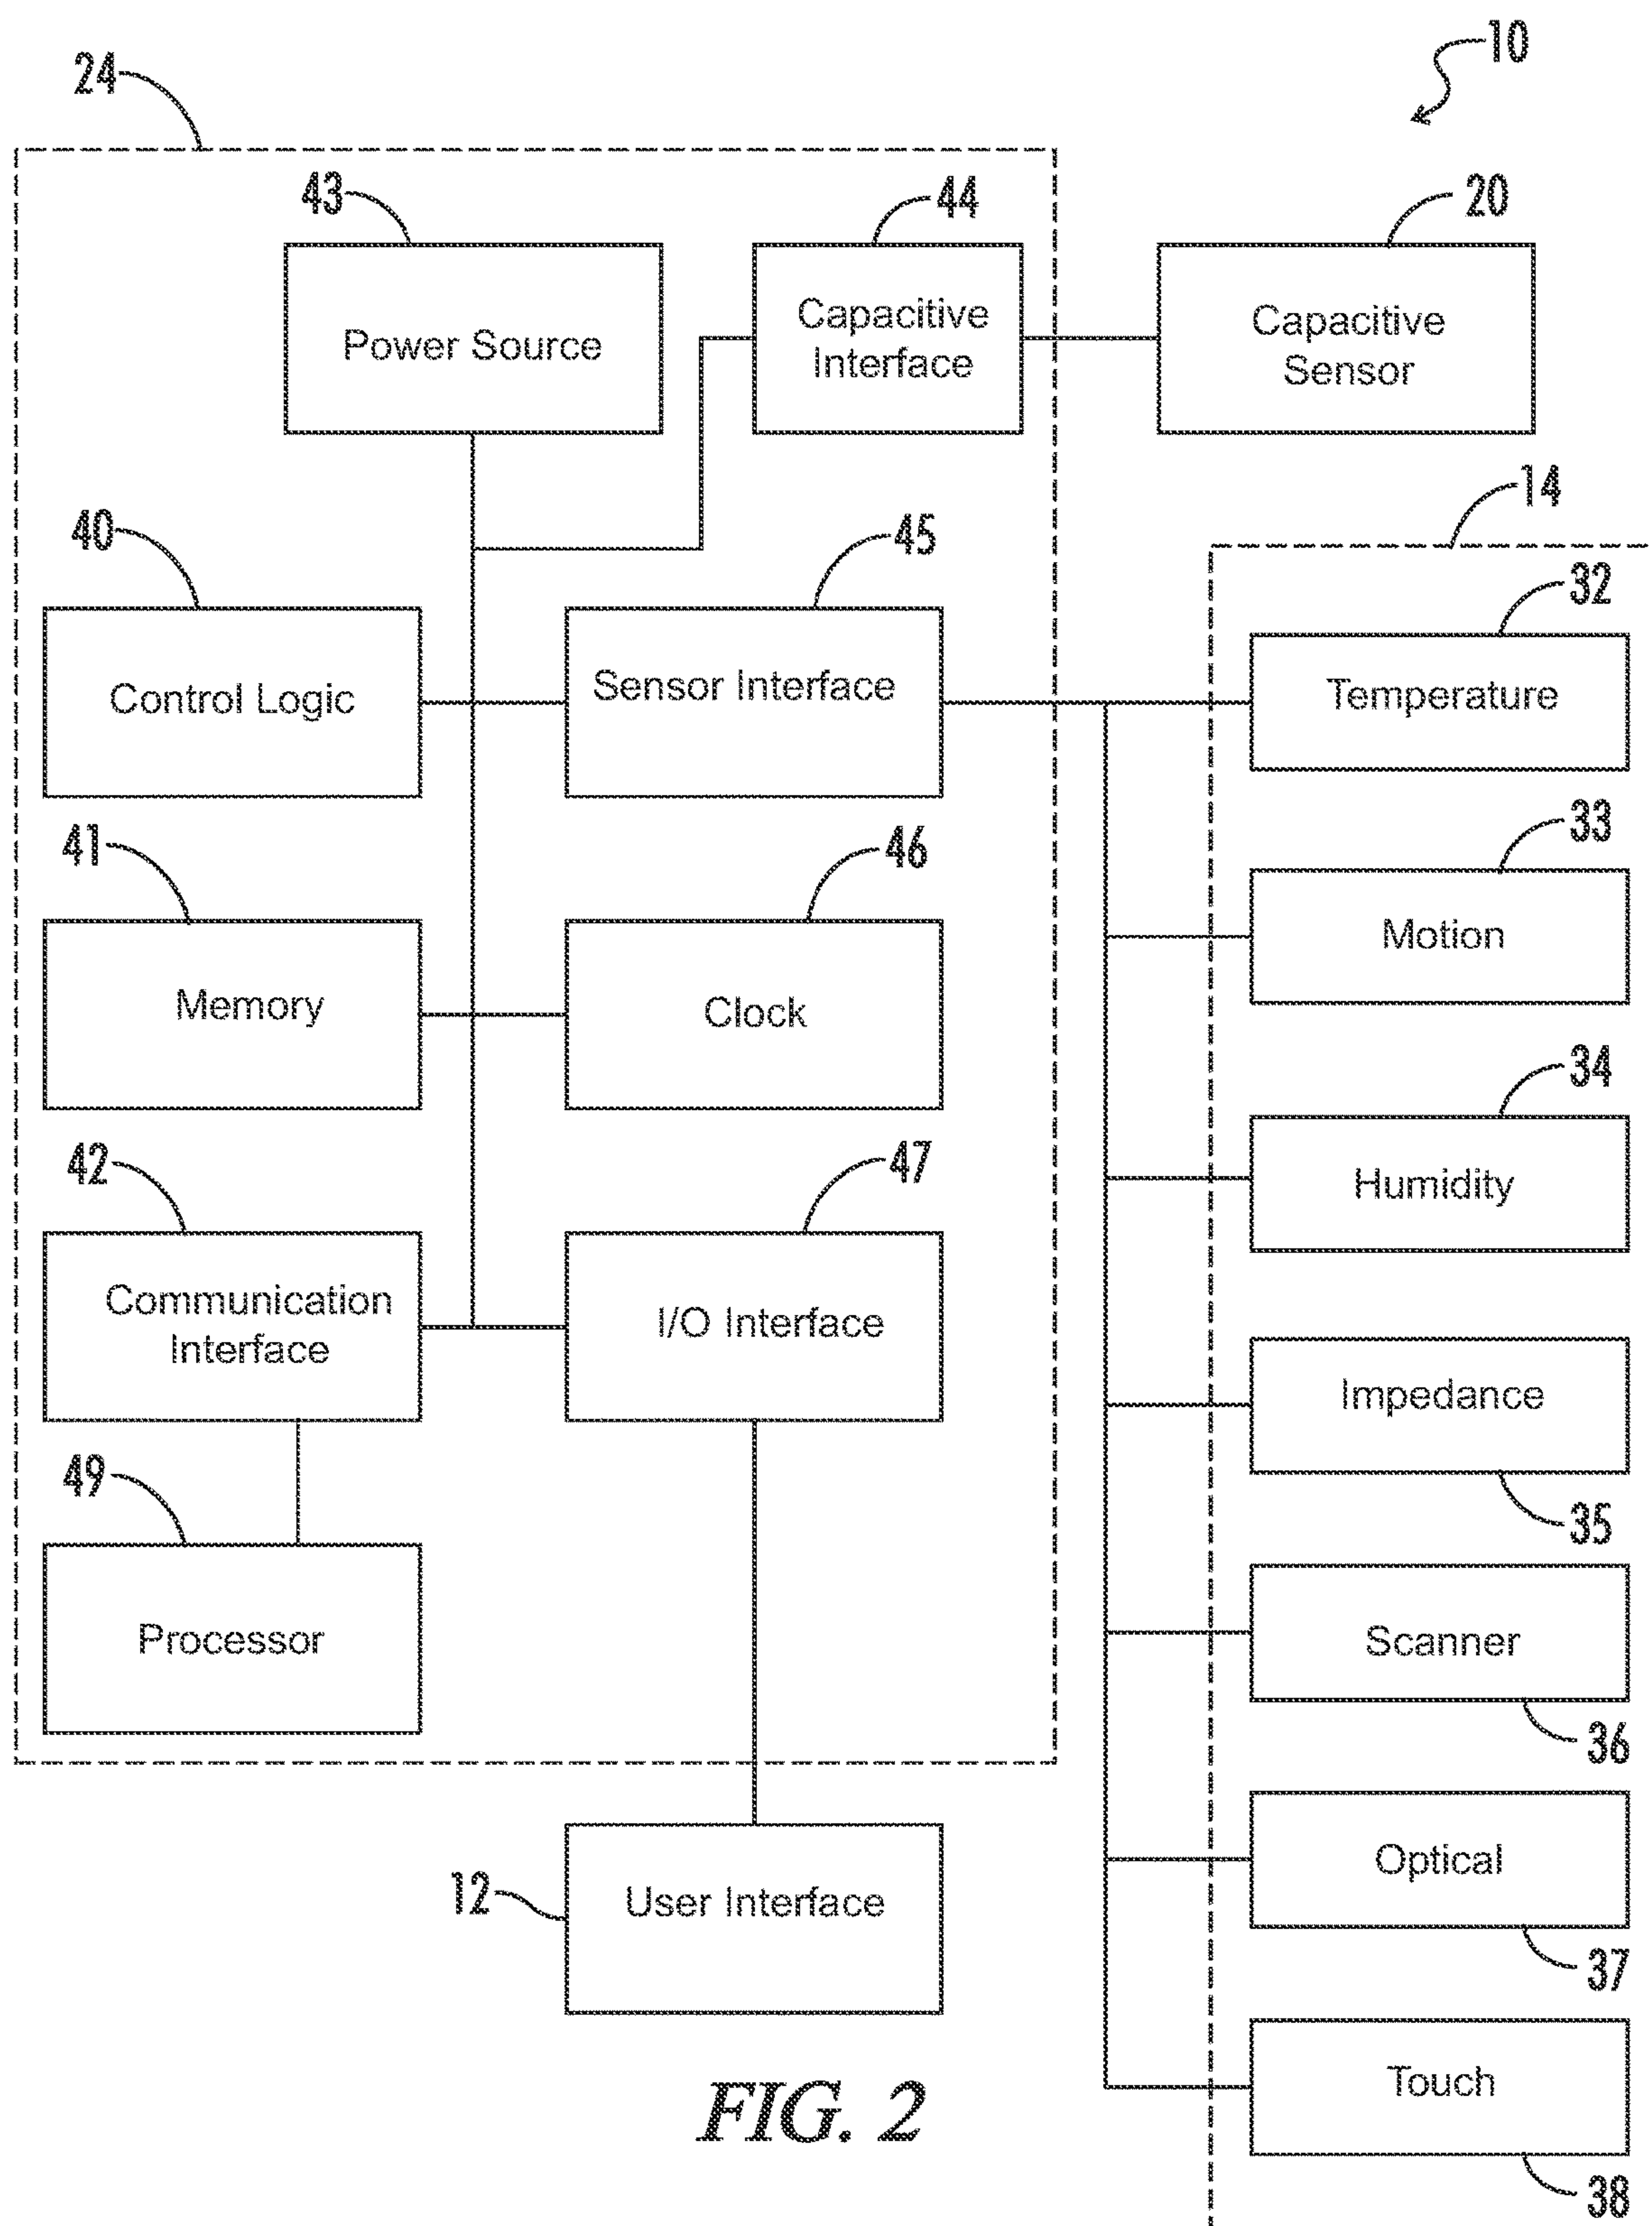 10
24
43
44
20
Power Source
Capacitive
Interface
Capacitive
Sensor
14
40
45
32
Control Logic
Sensor Interface
Temperature
33
41
46
Motion
Memory
Clock
34
42
47
Humidity
Communication
Interface
I/O Interface
Impedance
49
35
Processor
Scanner
36
12
User Interface
Optical
37
Touch
FIG. 2
38